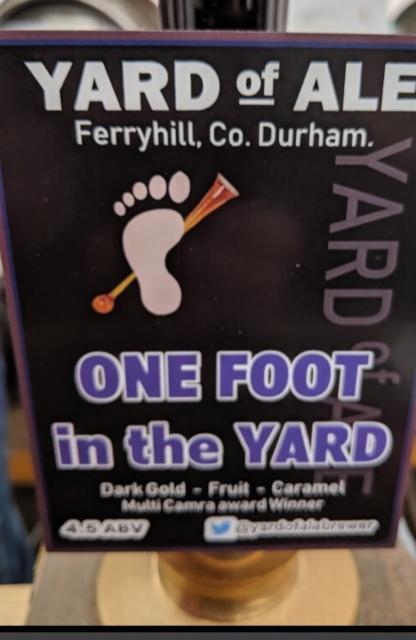 YARD of ALE
Ferryhill, Co. Durham.
YARD of ALE
ONE FOOT
in the YARD
Dark Gold - Fruit - Caramel
Multi Camra award Winner
4.5 ABV
@yardofalebrewer